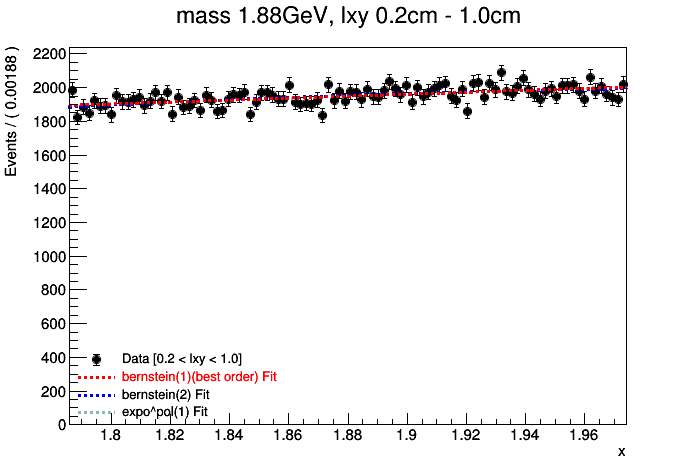 mass 1.88GeV, lxy 0.2cm - 1.0cm
Events / ( 0.00188 )
2200
2000
1800
1600
1400
1200
1000
800
600
400
200
0
Data [0.2 < lxy < 1.0]
bernstein(1)(best order) Fit
bernstein(2) Fit
expo^pol(1) Fit
1.8 1.82 1.84 1.86 1.88 1.9 1.92 1.94 1.96
x